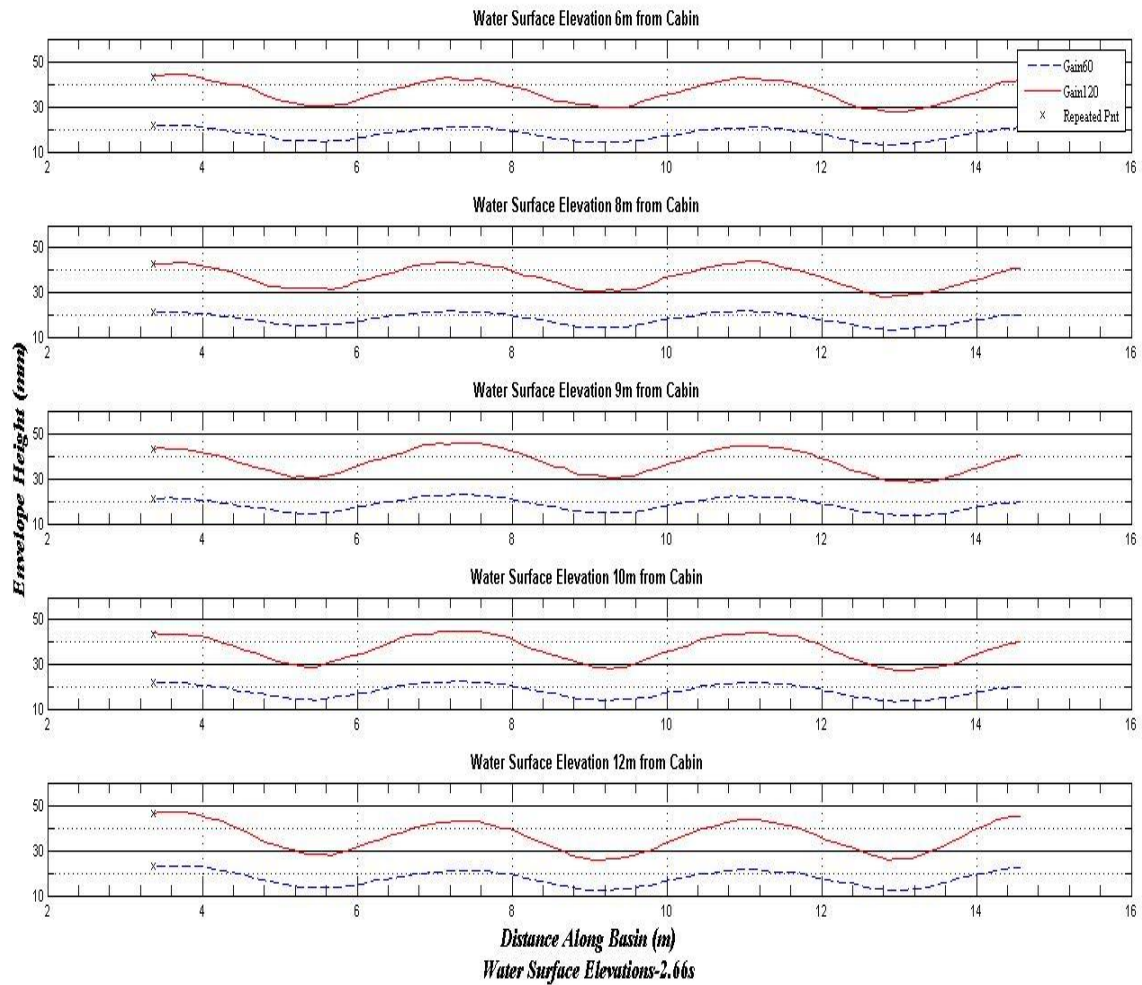 Water Surface Elevation 6m from Cabin
50
30
10
Gain60
Gain120
Repeated Pnt
2 4 6 8 10 12 14 16
Water Surface Elevation 8m from Cabin
50
30
10
2 4 6 8 10 12 14 16
Water Surface Elevation 9m from Cabin
50
30
10
2 4 6 8 10 12 14 16
Envelope Height (mm)
Water Surface Elevation 10m from Cabin
50
30
10
2 4 6 8 10 12 14 16
Water Surface Elevation 12m from Cabin
50
30
10
2 4 6 8 10 12 14 16
Distance Along Basin (m)
Water Surface Elevations-2.66s